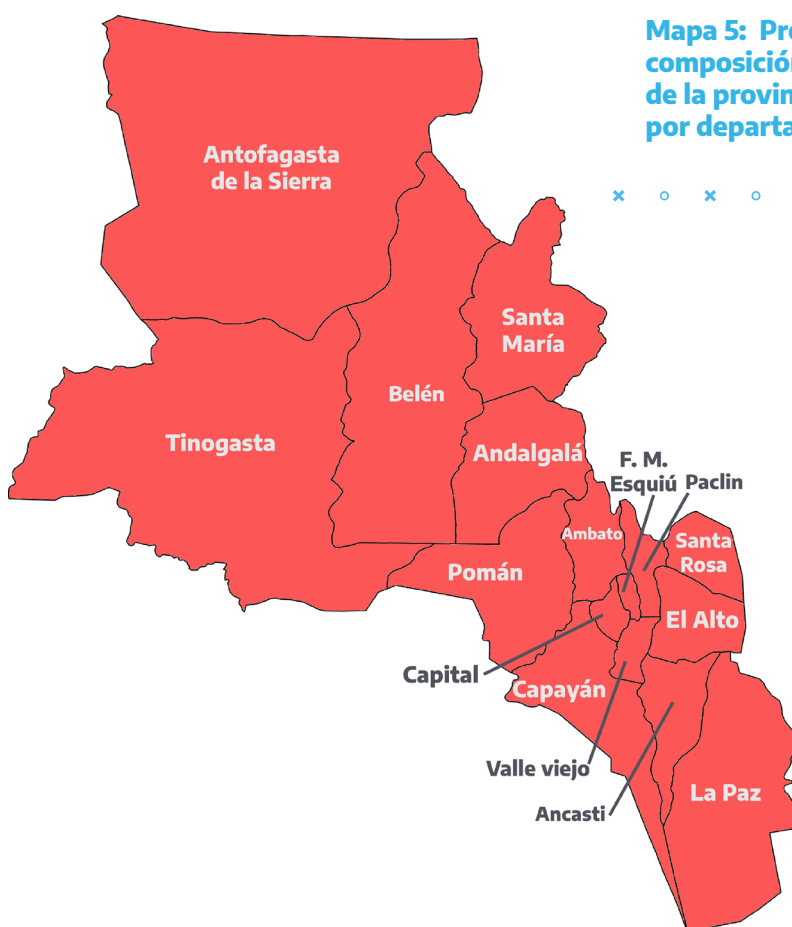 Mapa 5: Pr
composición
de la provin
por departa
Antofagasta
de la Sierra
Santa
María
Belén
Tinogasta
Andalgalá
F. M.
Esquiú Paclin
Ambato
Santa
Rosa
Pomán
El Alto
Capital
Capayán
Valle viejo
La Paz
Ancasti